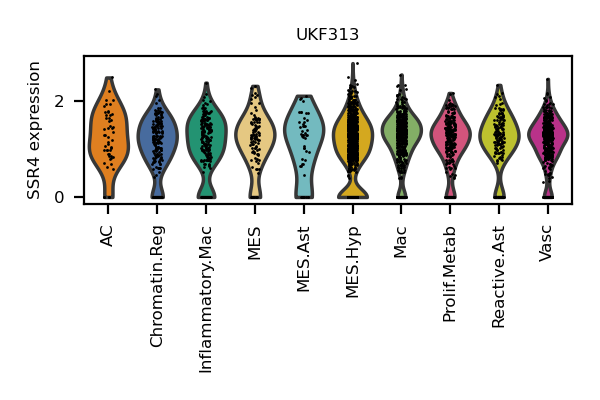 UKF313
SSR4 expression
2
0
AC
Chromatin.Reg
Inflammatory.Mac
MES
MES.Ast
MES.Hyp
Mac
Prolif.Metab
Reactive.Ast
Vasc